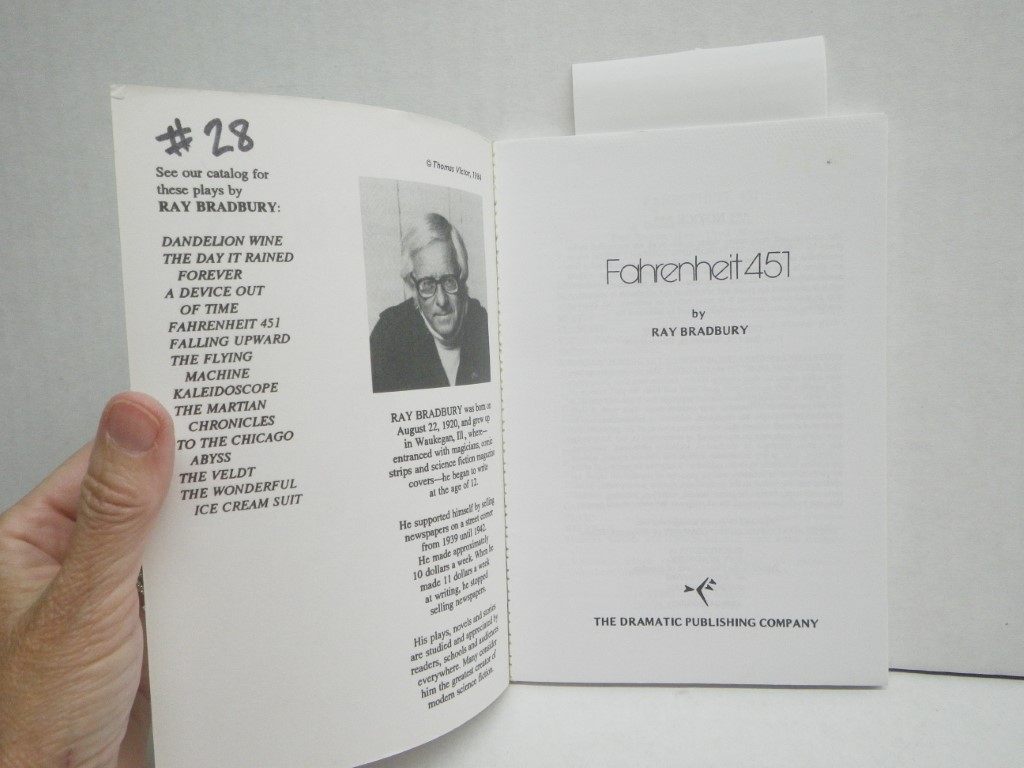 #28
See our catalog for
these plays by
RAY BRADBURY:
DANDELION WINE
THE DAY IT RAINED
FOREVER
A DEVICE OUT
OF TIME
FAHRENHEIT 451
FALLING UPWARD
THE FLYING
MACHINE
KALEIDOSCOPE
THE MARTIAN
CHRONICLES
TO THE CHICAGO
ABYSS
THE VELDT
THE WONDERFUL
ICE CREAM SUIT
© Thomas Victor,
RAY BRADBURY was born on
August 22, 1920, and grew up
in Waukegan, Ill., where—
entranced with magicians, comic
strips and science fiction magazine
covers—he began to write
at the age of 12.
He supported himself by selling
newspapers on a street corner
from 1939 until 1942.
He made approximately
10 dollars a week. When he
made 11 dollars a week
at writing, he stopped
selling newspapers.
His plays, novels and stories
are studied and appreciated by
readers, schools and audiences
everywhere. Many consider
him the greatest creator of
modern science fiction.
Fahrenheit 451
by
RAY BRADBURY
THE DRAMATIC PUBLISHING COMPANY